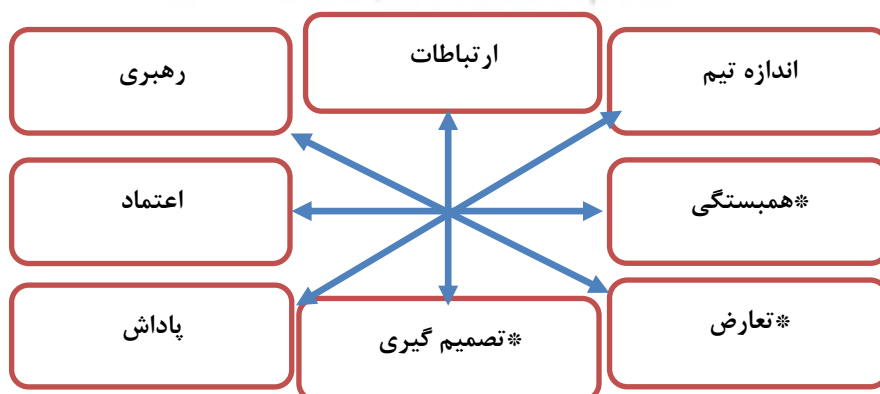 اندازه تیم
ارتباطات
رهبری
*همبستگی
اعتماد
*تعارض
*تصمیم گیری
پاداش